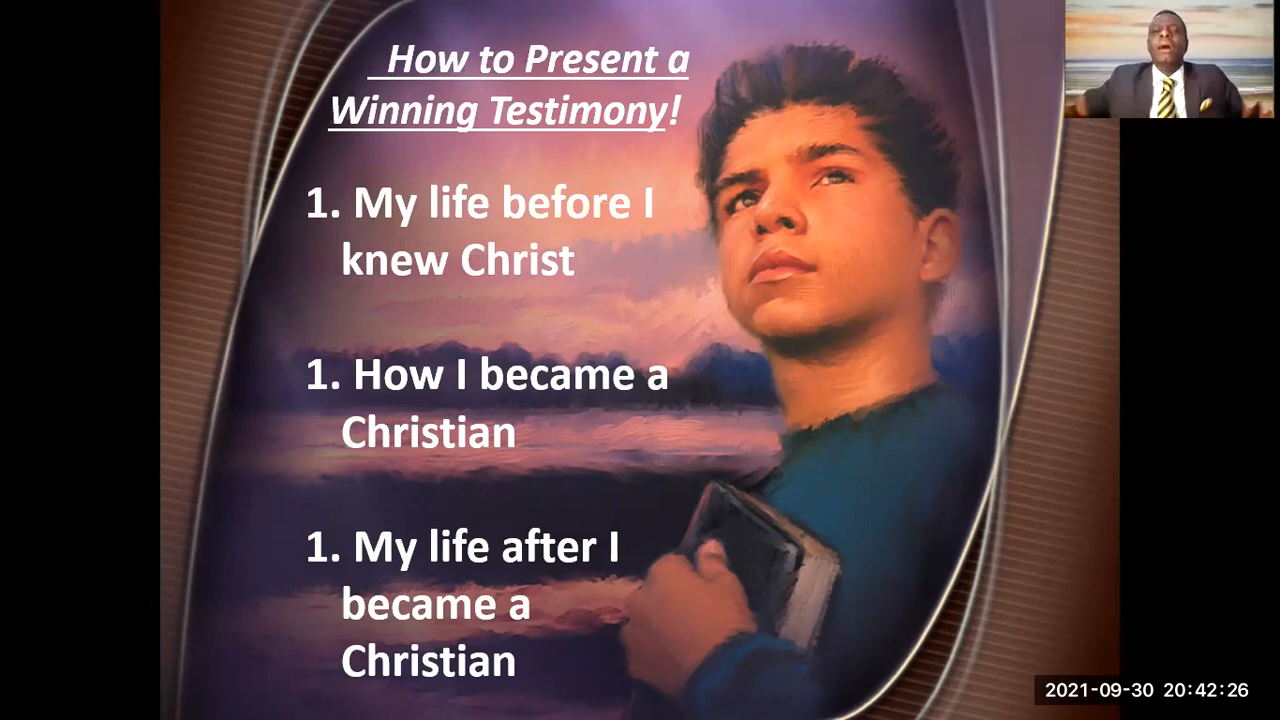 How to Present a
Winning Testimony!
1. My life before I
knew Christ
1. How I became a
Christian
1. My life after I
became a
Christian
2021-09-30 20:42:26